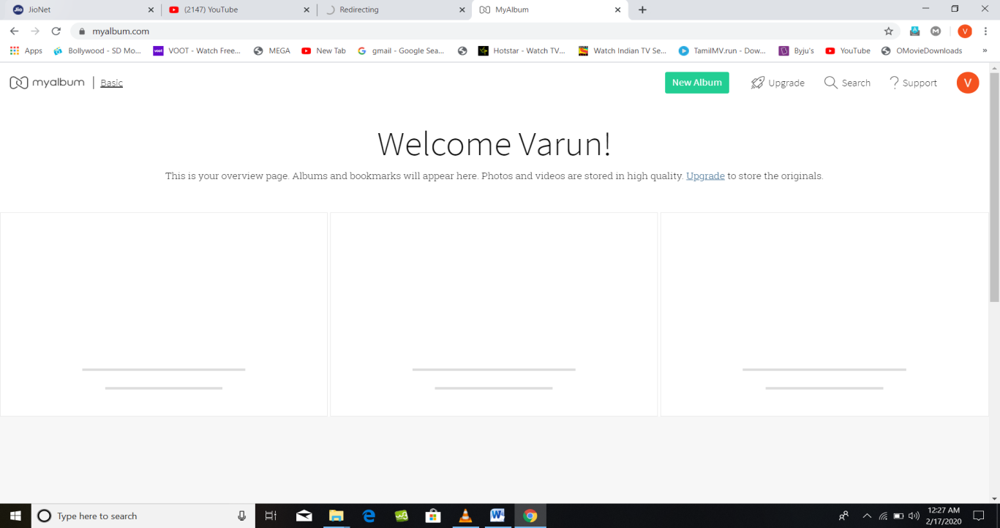 Jio JioNet
(2147) YouTube
Redirecting
MyAlbum
myalbum.com
V
Apps
Bollywood - SD Mo...
voot VOOT - Watch Free...
MEGA
New Tab
G gmail - Google Sea...
Hotstar - Watch TV...
Watch Indian TV Se...
TamilMV.run - Dow...
Byju's
YouTube
OMovieDownloads
»
myalbum | Basic
New Album
Upgrade
Search
? Support
V
Welcome Varun!
This is your overview page. Albums and bookmarks will appear here. Photos and videos are stored in high quality. Upgrade to store the originals.
Type here to search
12:27 AM
2/17/2020